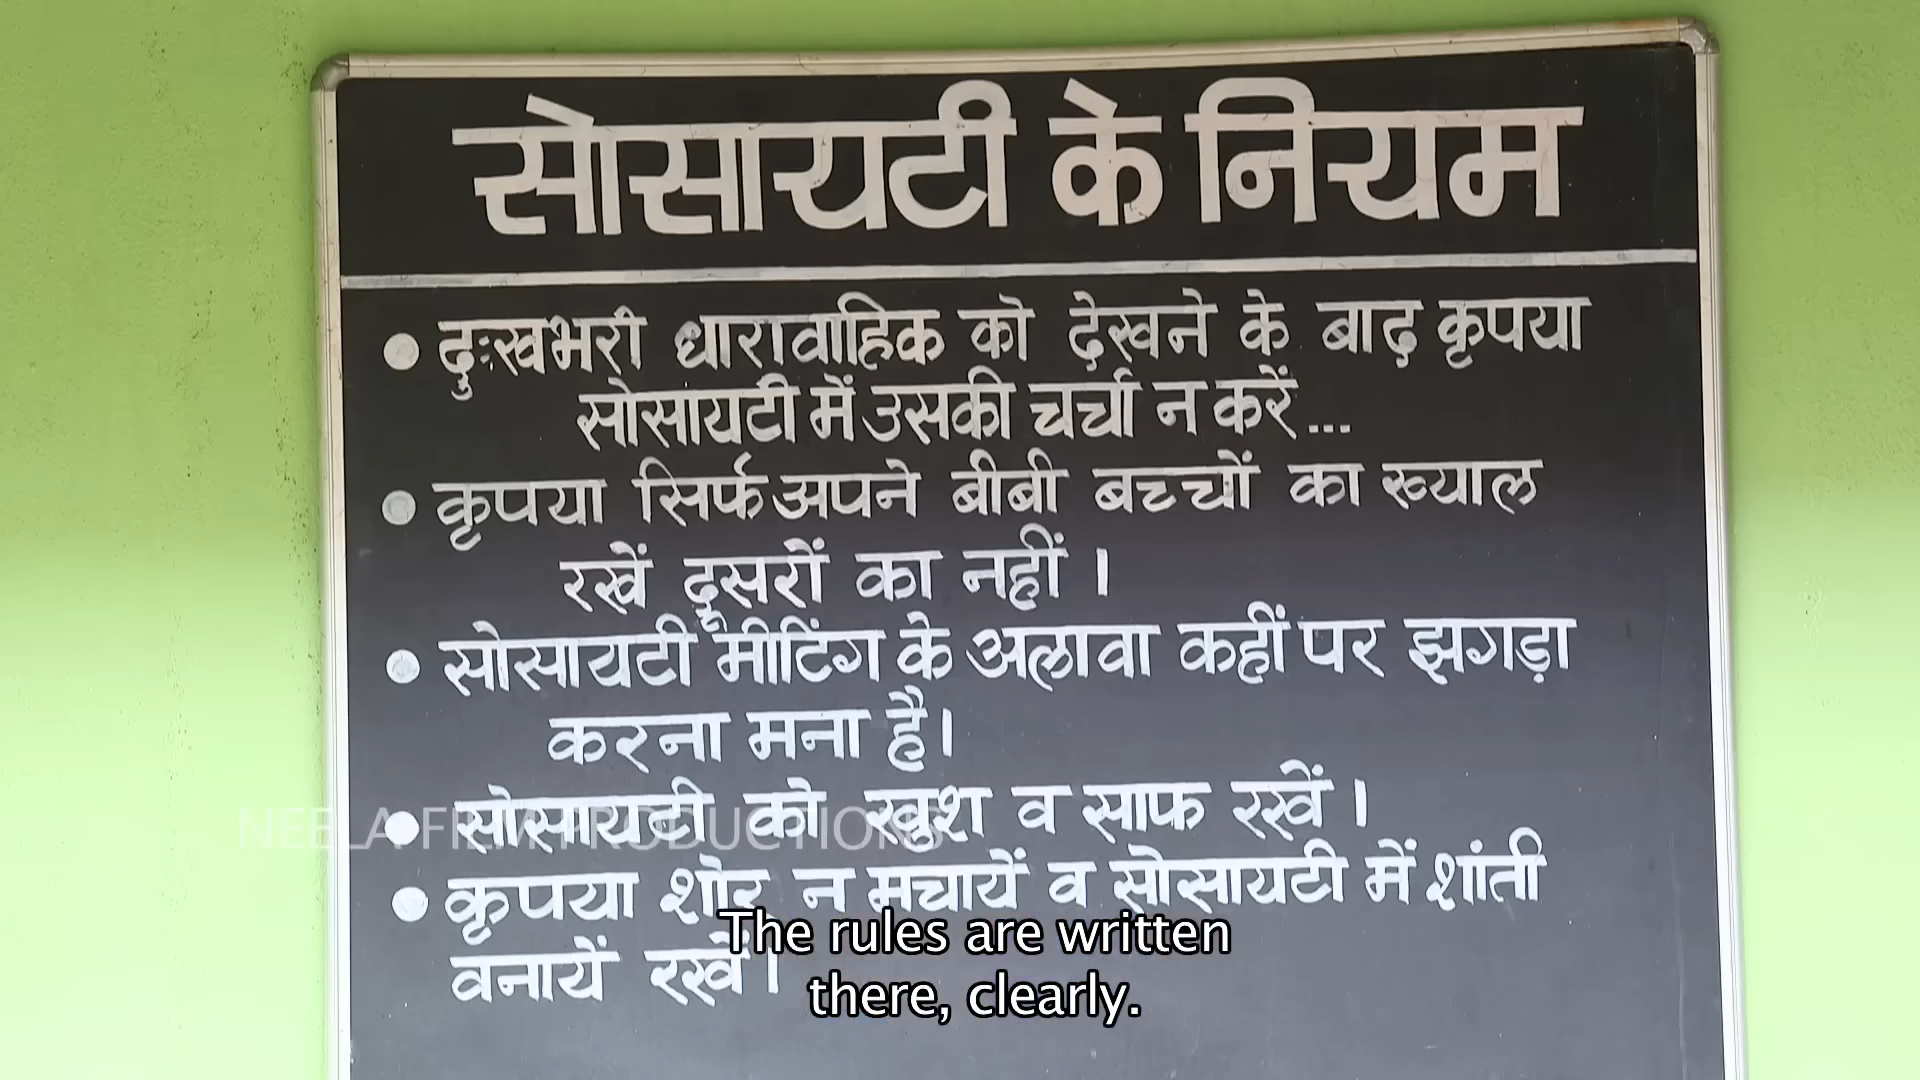 सोसायटी के नियम
● दुःखभरी धारावाहिक को देखने के बाद कृपया
सोसायटी में उसकी चर्चा न करें...
● कृपया सिर्फ अपने बीबी बच्चों का ख्याल
रखें दूसरों का नहीं।
● सोसायटी मीटिंग के अलावा कहीं पर झगड़ा
करना मना है।
● सोसायटी को खुश व साफ रखें।
NEELA FILM PRODUCTIONS
● कृपया शोर न मचायें व सोसायटी में शांती
वनायें रखें।
The rules are written
there, clearly.